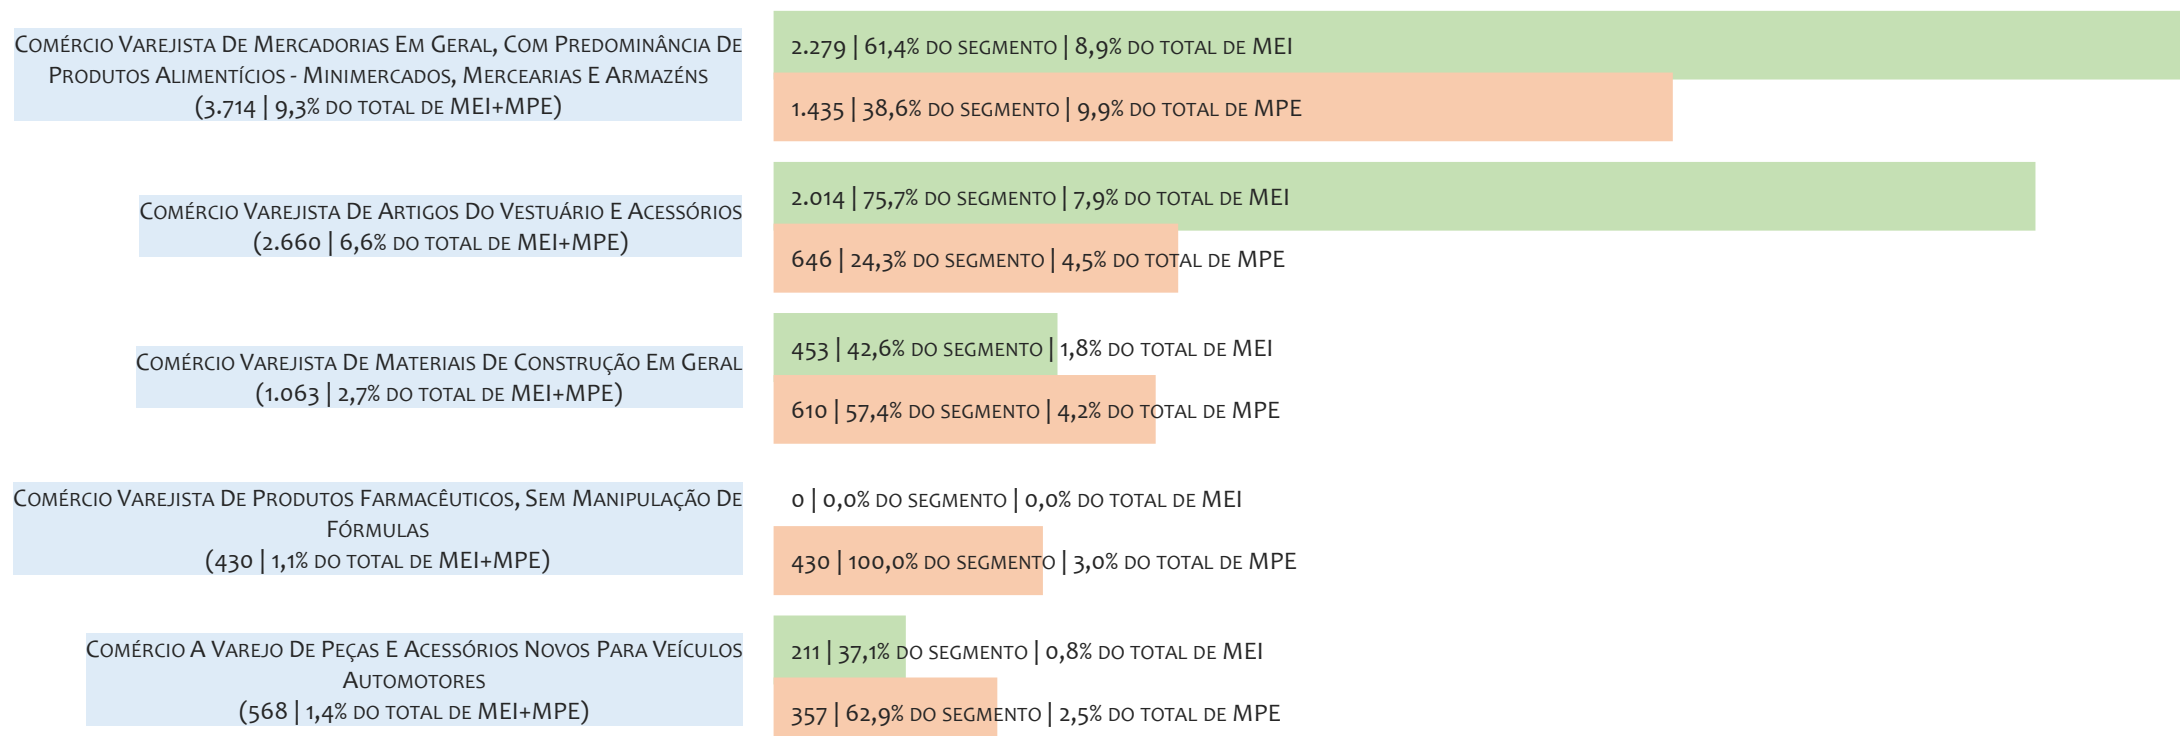 Comércio Varejista De Mercadorias Em Geral, Com Predominância De
Produtos Alimentícios - Minimercados, Mercearias E Armazéns
(3.714 | 9,3% do total de MEI+MPE)
2.279 | 61,4% do segmento | 8,9% do total de MEI
1.435 | 38,6% do segmento | 9,9% do total de MPE
Comércio Varejista De Artigos Do Vestuário E Acessórios
(2.660 | 6,6% do total de MEI+MPE)
2.014 | 75,7% do segmento | 7,9% do total de MEI
646 | 24,3% do segmento | 4,5% do total de MPE
Comércio Varejista De Materiais De Construção Em Geral
(1.063 | 2,7% do total de MEI+MPE)
453 | 42,6% do segmento | 1,8% do total de MEI
610 | 57,4% do segmento | 4,2% do total de MPE
Comércio Varejista De Produtos Farmacêuticos, Sem Manipulação De
Fórmulas
(430 | 1,1% do total de MEI+MPE)
0 | 0,0% do segmento | 0,0% do total de MEI
430 | 100,0% do segmento | 3,0% do total de MPE
Comércio A Varejo De Peças E Acessórios Novos Para Veículos
Automotores
(568 | 1,4% do total de MEI+MPE)
211 | 37,1% do segmento | 0,8% do total de MEI
357 | 62,9% do segmento | 2,5% do total de MPE